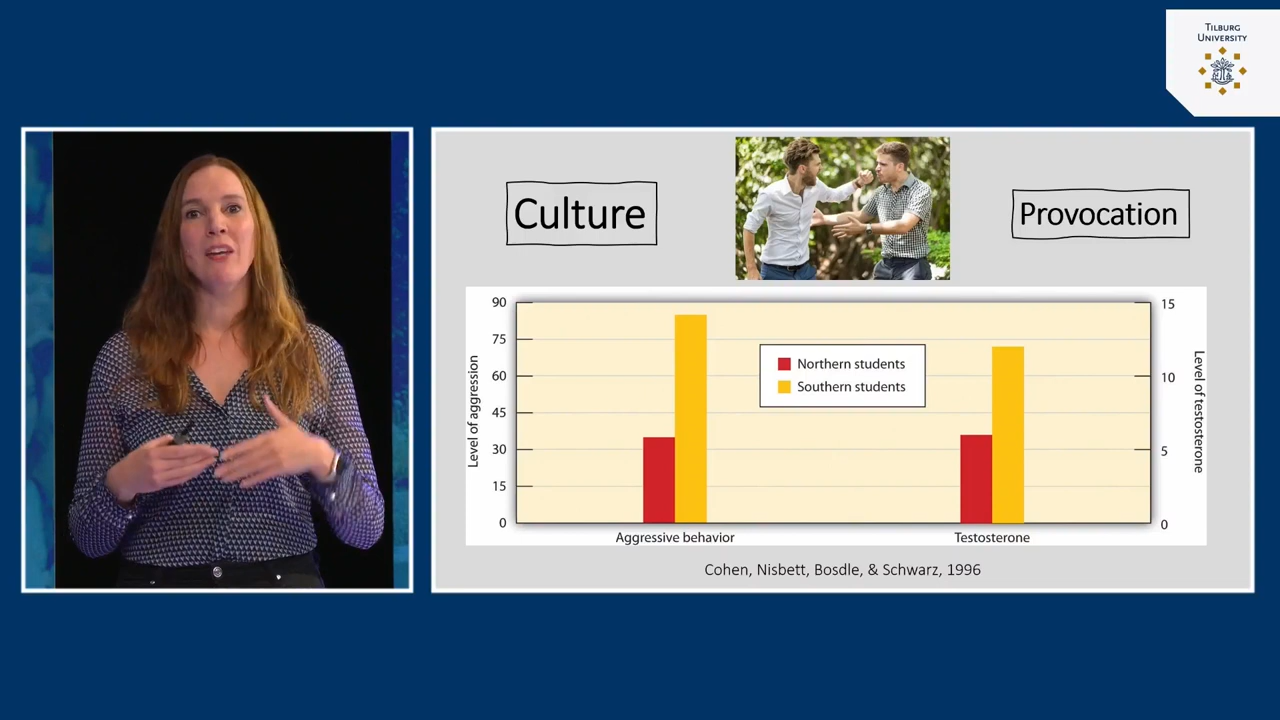 TILBURG
UNIVERSITY
Culture
Provocation
90
75
60
45
30
15
0
Level of aggression
Northern students
Southern students
15
10
5
0
Level of testosterone
Aggressive behavior
Testosterone
Cohen, Nisbett, Bosdle, & Schwarz, 1996